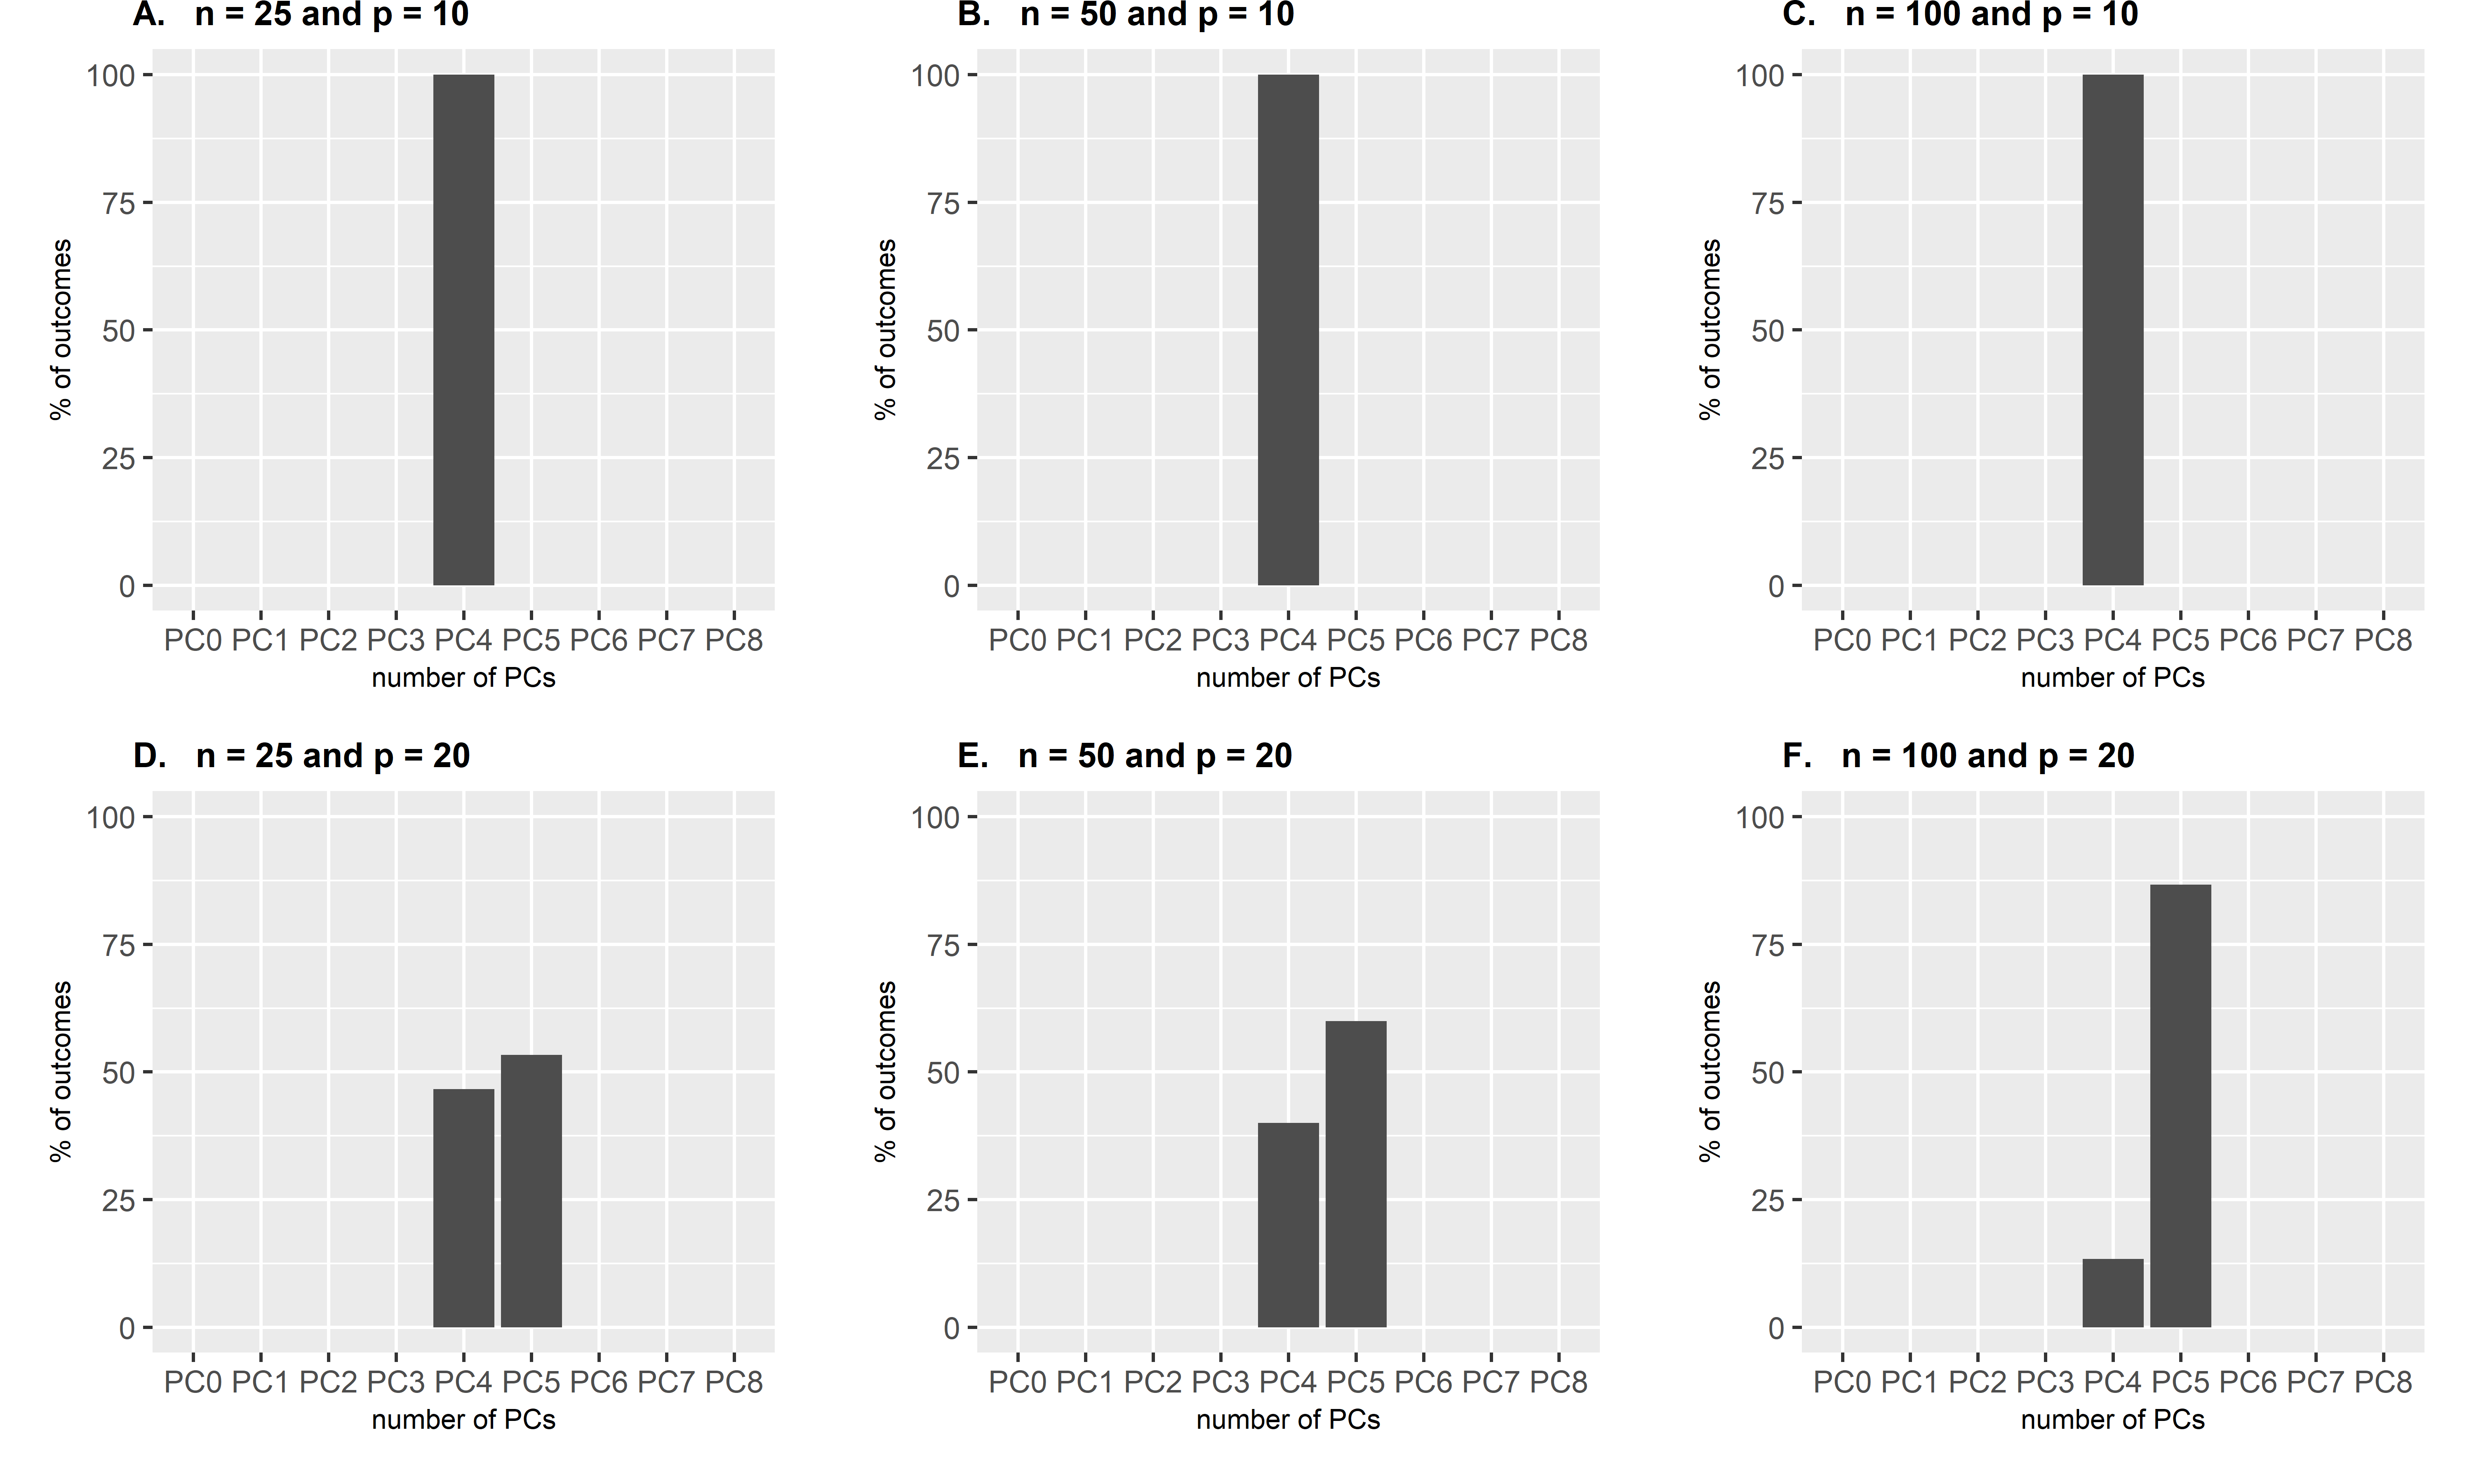 A.   n = 25 and p = 10
100
75
50
25
0
% of outcomes
PC0 PC1 PC2 PC3 PC4 PC5 PC6 PC7 PC8
number of PCs
B.   n = 50 and p = 10
100
75
50
25
0
% of outcomes
PC0 PC1 PC2 PC3 PC4 PC5 PC6 PC7 PC8
number of PCs
C.   n = 100 and p = 10
100
75
50
25
0
% of outcomes
PC0 PC1 PC2 PC3 PC4 PC5 PC6 PC7 PC8
number of PCs
D.   n = 25 and p = 20
100
75
50
25
0
% of outcomes
PC0 PC1 PC2 PC3 PC4 PC5 PC6 PC7 PC8
number of PCs
E.   n = 50 and p = 20
100
75
50
25
0
% of outcomes
PC0 PC1 PC2 PC3 PC4 PC5 PC6 PC7 PC8
number of PCs
F.   n = 100 and p = 20
100
75
50
25
0
% of outcomes
PC0 PC1 PC2 PC3 PC4 PC5 PC6 PC7 PC8
number of PCs